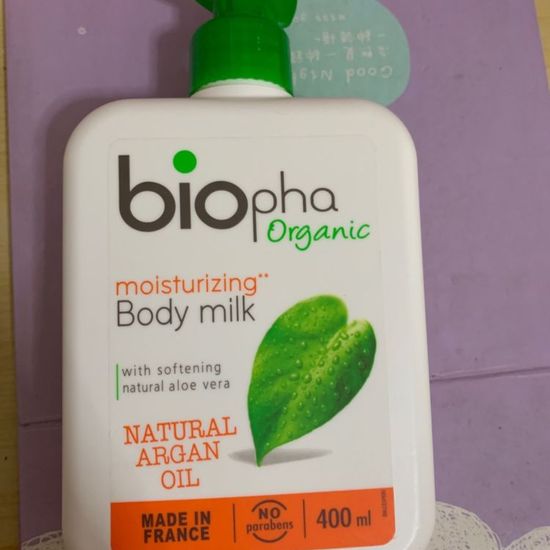 biopha
Organic
moisturizing**
Body milk
with softening
natural aloe vera
NATURAL
ARGAN
OIL
MADE IN
FRANCE
NO
parabens
400 ml
Good Nig